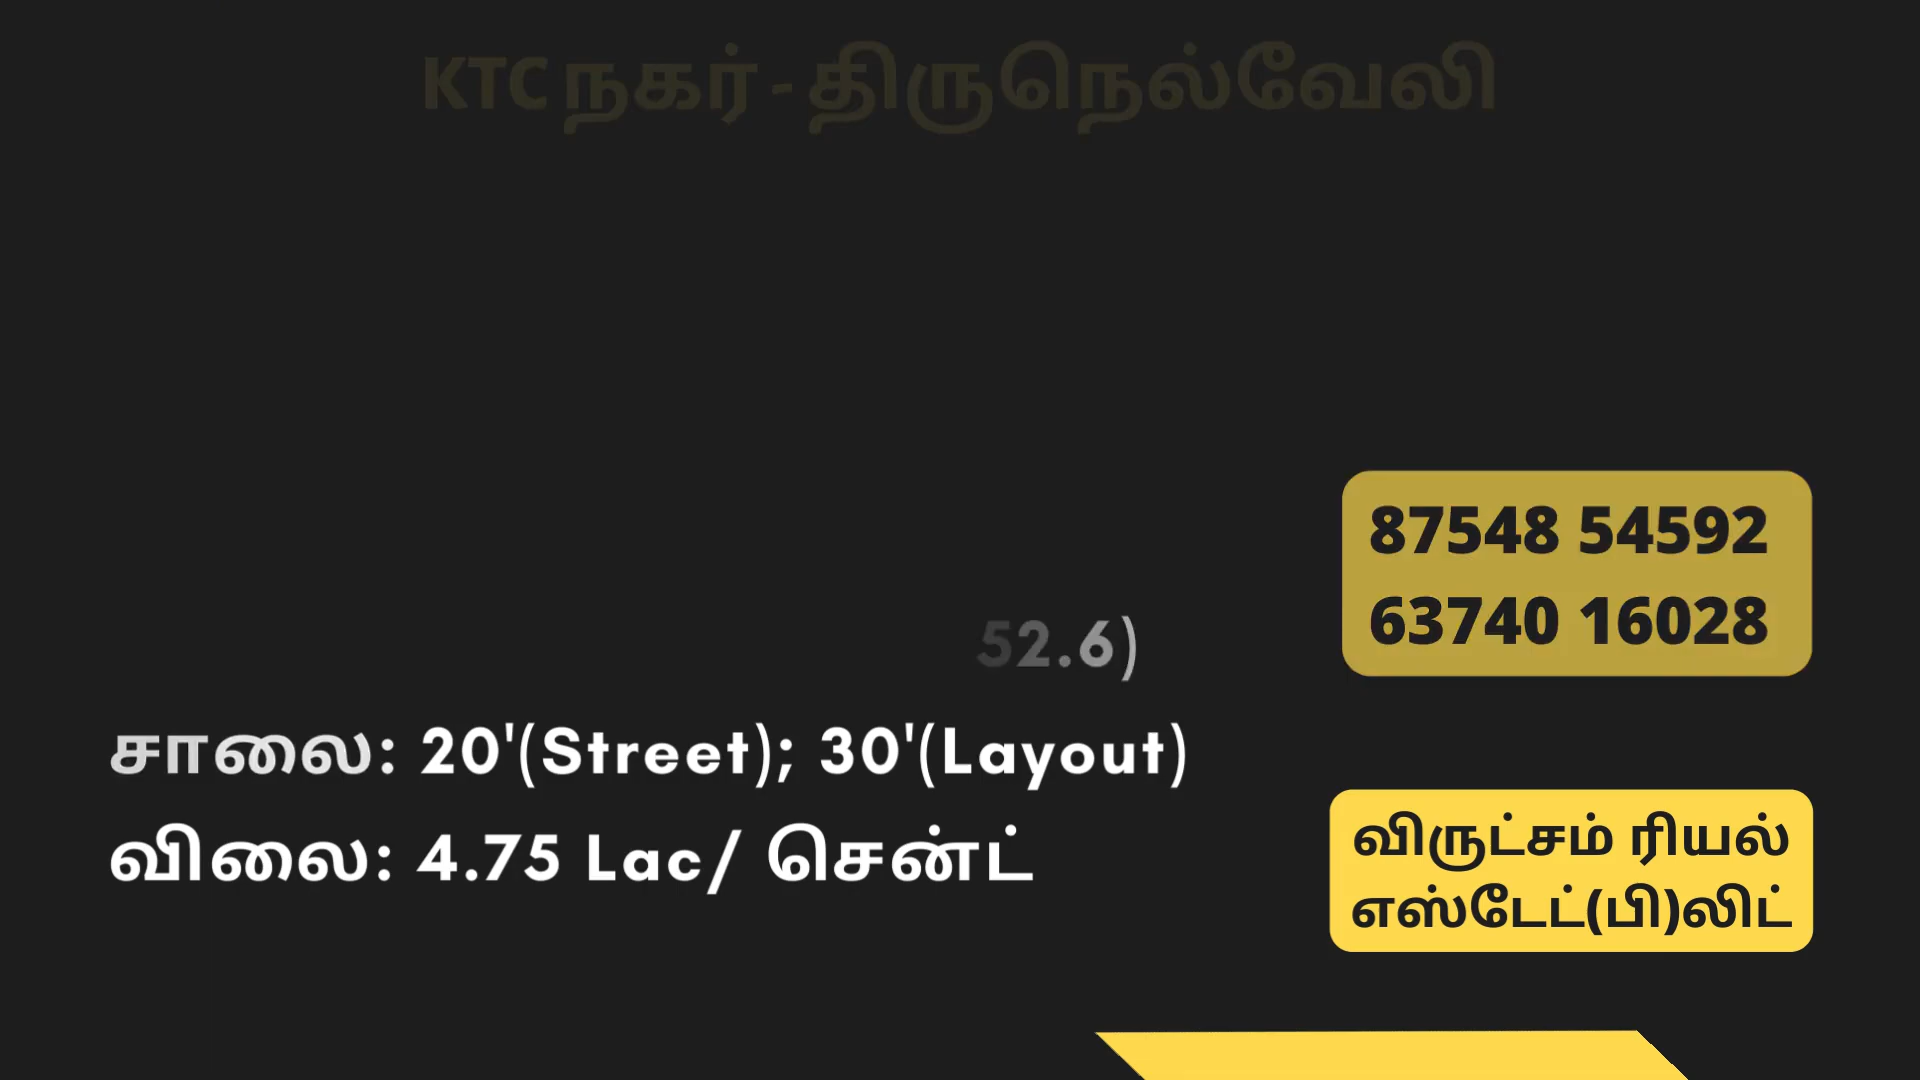 KTC நகர் - திருநெல்வேலி
87548 54592
63740 16028
52.6)
சாலை: 20'(Street); 30'(Layout)
விலை: 4.75 Lac/ சென்ட்
விருட்சம் ரியல்
எஸ்டேட்(பி)லிட்